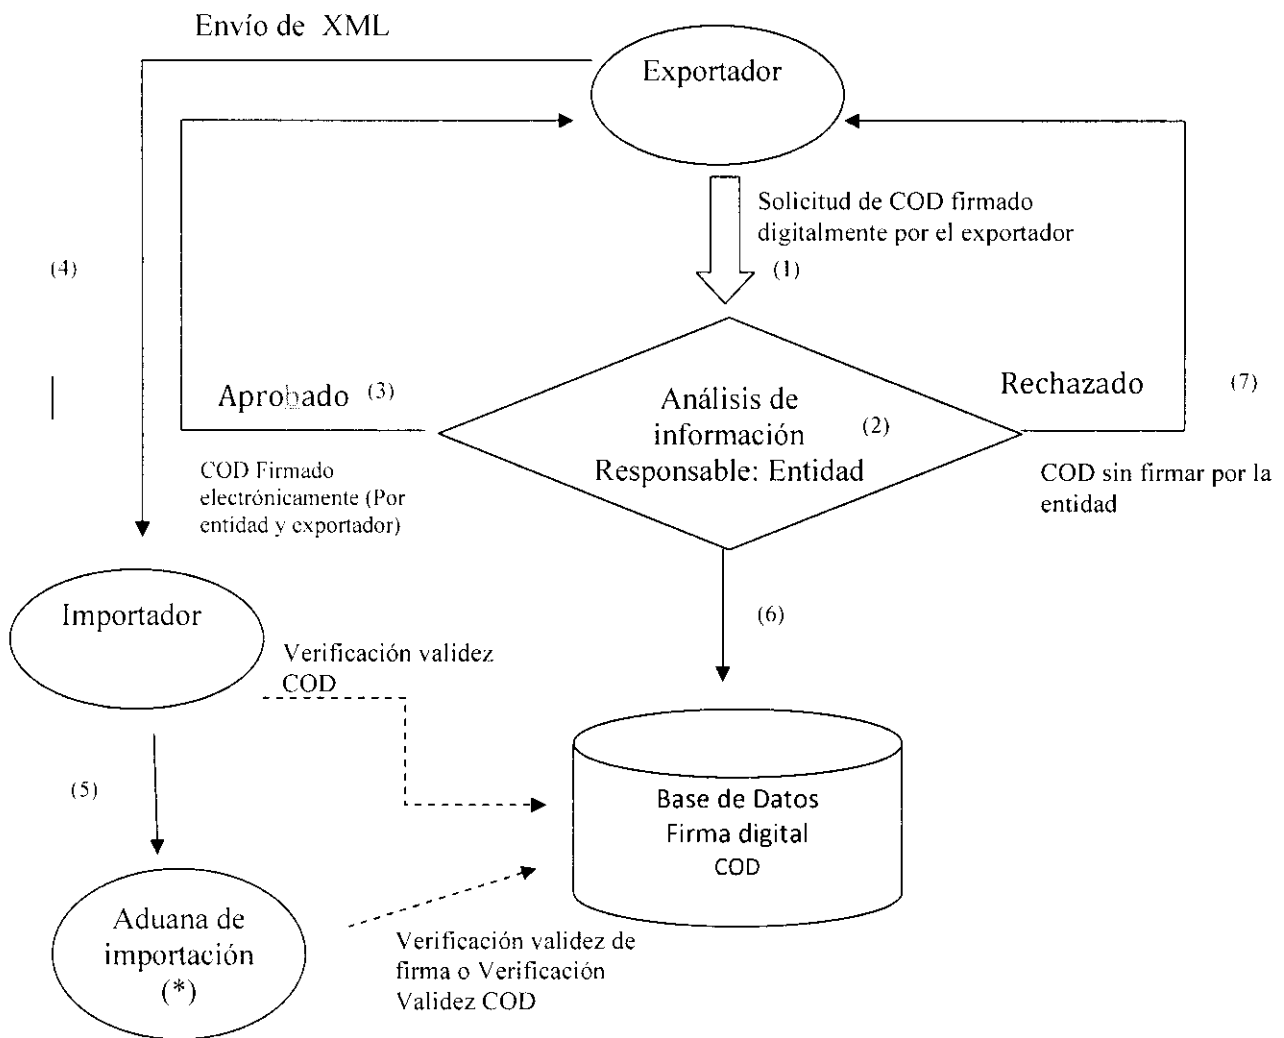 Envío de XML
Exportador
Solicitud de COD firmado
digitalmente por el exportador
(1)
(4)
Aprobado (3)
Análisis de
información (2)
Responsable: Entidad
Rechazado
(7)
COD Firmado
electrónicamente (Por
entidad y exportador)
COD sin firmar por la
entidad
Importador
(6)
Verificación validez
COD
(5)
Base de Datos
Firma digital
COD
Aduana de
importación
(*)
Verificación validez de
firma o Verificación
Validez COD